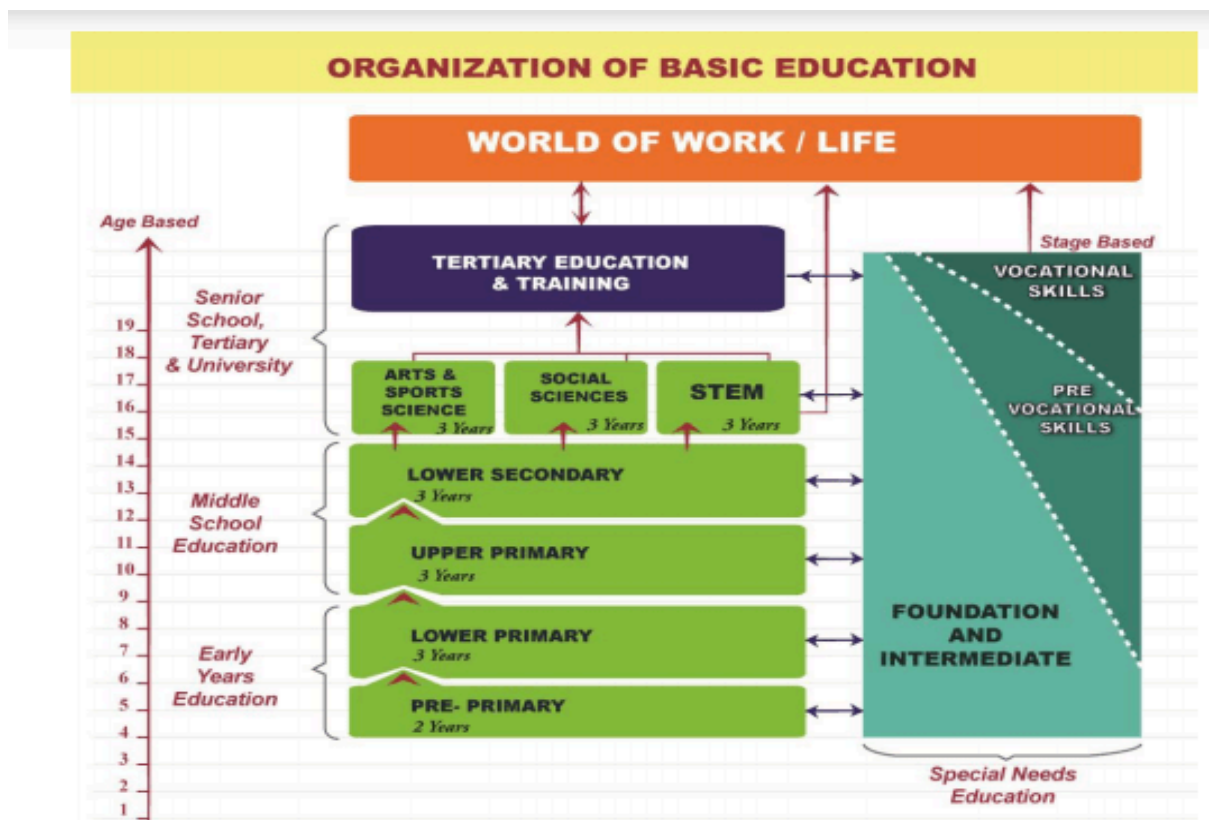 ORGANIZATION OF BASIC EDUCATION
WORLD OF WORK / LIFE
Age Based
Stage Based
TERTIARY EDUCATION
& TRAINING
VOCATIONAL
SKILLS
Senior
School,
Tertiary
& University
19
18
17
16
15
14
13
12
11
10
9
8
7
6
5
4
3
2
1
ARTS &
SPORTS
SCIENCE
3 Years
SOCIAL
SCIENCES
3 Years
STEM
3 Years
PRE
VOCATIONAL
SKILLS
Middle
School
Education
LOWER SECONDARY
3 Years
UPPER PRIMARY
3 Years
Early
Years
Education
LOWER PRIMARY
3 Years
PRE- PRIMARY
2 Years
FOUNDATION
AND
INTERMEDIATE
Special Needs
Education